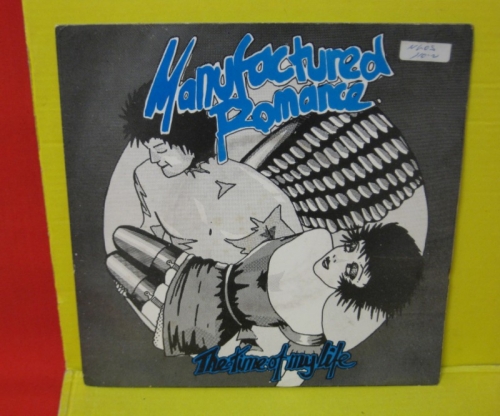 Manufactured
Romance
The time of my life